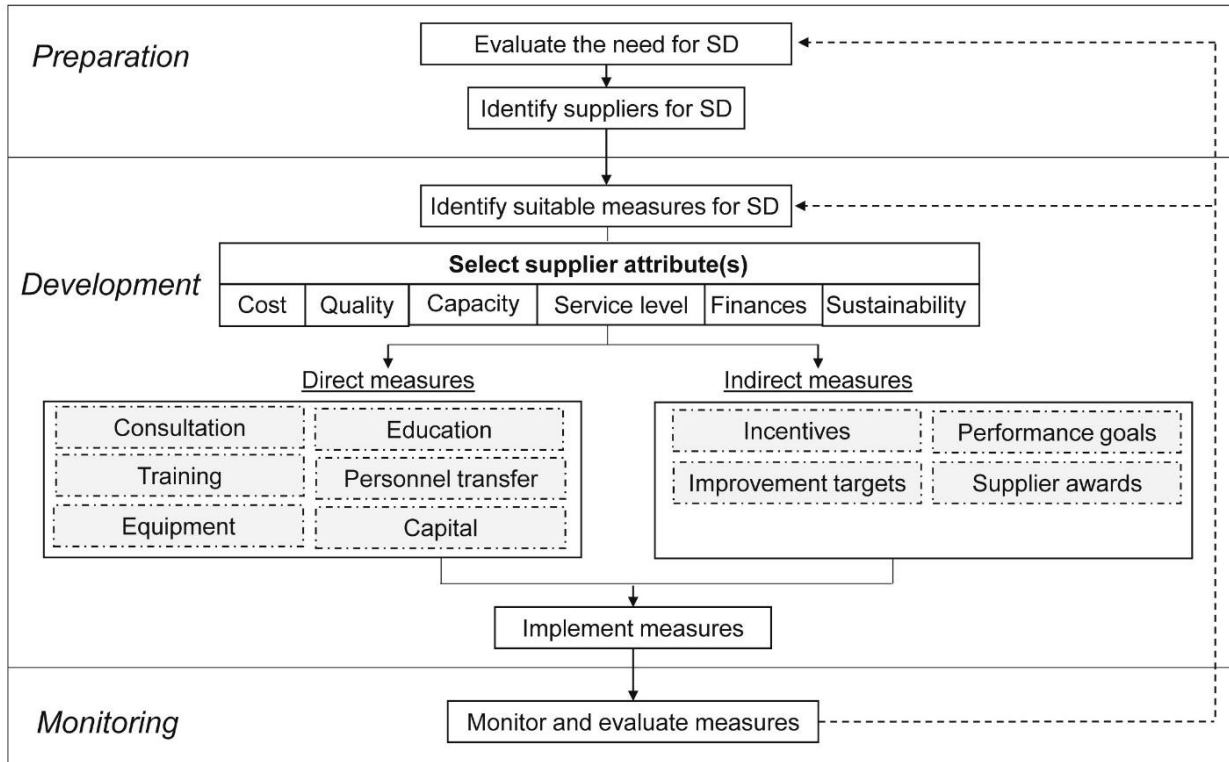 Preparation
Evaluate the need for SD
Identify suppliers for SD
Development
Identify suitable measures for SD
Select supplier attribute(s)
Cost
Quality
Capacity
Service level
Finances
Sustainability
Direct measures
Consultation
Education
Training
Personnel transfer
Equipment
Capital
Indirect measures
Incentives
Performance goals
Improvement targets
Supplier awards
Implement measures
Monitoring
Monitor and evaluate measures